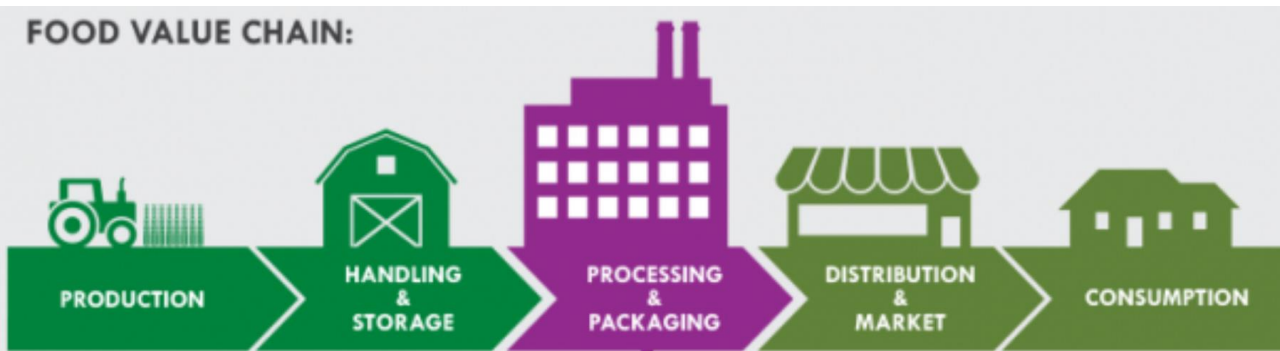 FOOD VALUE CHAIN:
PRODUCTION
HANDLING
&
STORAGE
PROCESSING
&
PACKAGING
DISTRIBUTION
&
MARKET
CONSUMPTION